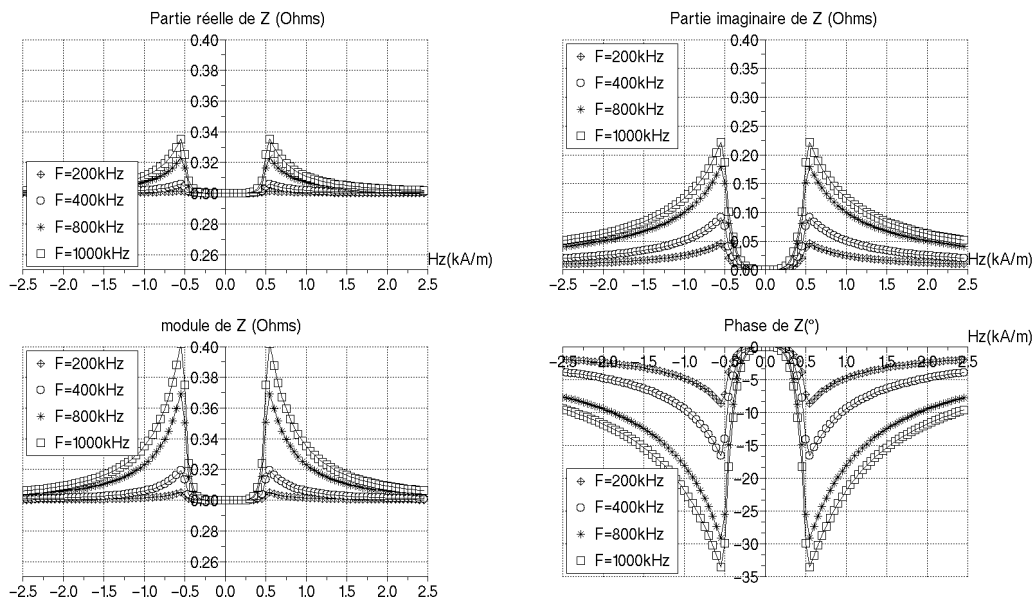 Partie réelle de Z (Ohms)
0.40
0.38
0.36
0.34
0.32
0.30
0.28
0.26
F=200kHz
F=400kHz
F=800kHz
F=1000kHz
Hz(kA/m)
−2.5 −2.0 −1.5 −1.0 −0.5 0.0 0.5 1.0 1.5 2.0 2.5
Partie imaginaire de Z (Ohms)
F=200kHz
F=400kHz
F=800kHz
F=1000kHz
0.40
0.35
0.30
0.25
0.20
0.15
0.10
0.05
0.00
Hz(kA/m)
−2.5 −2.0 −1.5 −1.0 −0.5 0.0 0.5 1.0 1.5 2.0 2.5
module de Z (Ohms)
F=200kHz
F=400kHz
F=800kHz
F=1000kHz
0.40
0.38
0.36
0.34
0.32
0.30
0.28
0.26
−2.5 −2.0 −1.5 −1.0 −0.5 0.0 0.5 1.0 1.5 2.0 2.5
Phase de Z(°)
Hz(kA/m)
−2.5 −2.0 −1.5 −1.0 −0.5 0.0 0.5 1.0 1.5 2.0 2.5
0
−5
−10
−15
−20
−25
−30
−35
F=200kHz
F=400kHz
F=800kHz
F=1000kHz